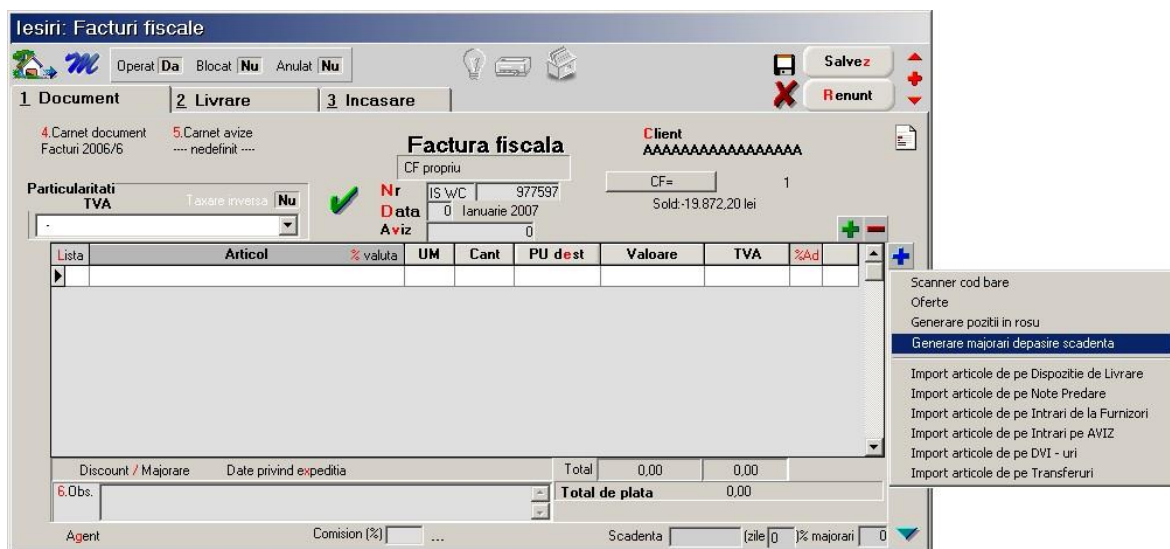 Iesiri: Facturi fiscale
Operat Da Blocat Nu Anulat Nu
Salvez
Renunt
1 Document 2 Livrare 3 Incasare
4.Carnet document 5.Carnet avize
Facturi 2006/6 ---- nedefinit ----
Factura fiscala
CF propriu
Client
AAAAAAAAAAAAAAAAA
CF= 1
Sold:-19.872,20 lei
Particularitati
TVA
Taxare inversa Nu
-
Nr IS WC 977597
Data 0 Ianuarie 2007
Aviz 0
Lista Articol % valuta UM Cant PU dest Valoare TVA %Ad
Scanner cod bare
Oferte
Generare pozitii in rosu
Generare majorari depasire scadenta
Import articole de pe Dispozitie de Livrare
Import articole de pe Note Predare
Import articole de pe Intrari de la Furnizori
Import articole de pe Intrari pe AVIZ
Import articole de pe DVI - uri
Import articole de pe Transferuri
Discount / Majorare Date privind expeditia Total 0,00 0,00
6.Obs. Total de plata 0,00
Agent Comision (%) ... Scadenta (zile 0 )% majorari 0